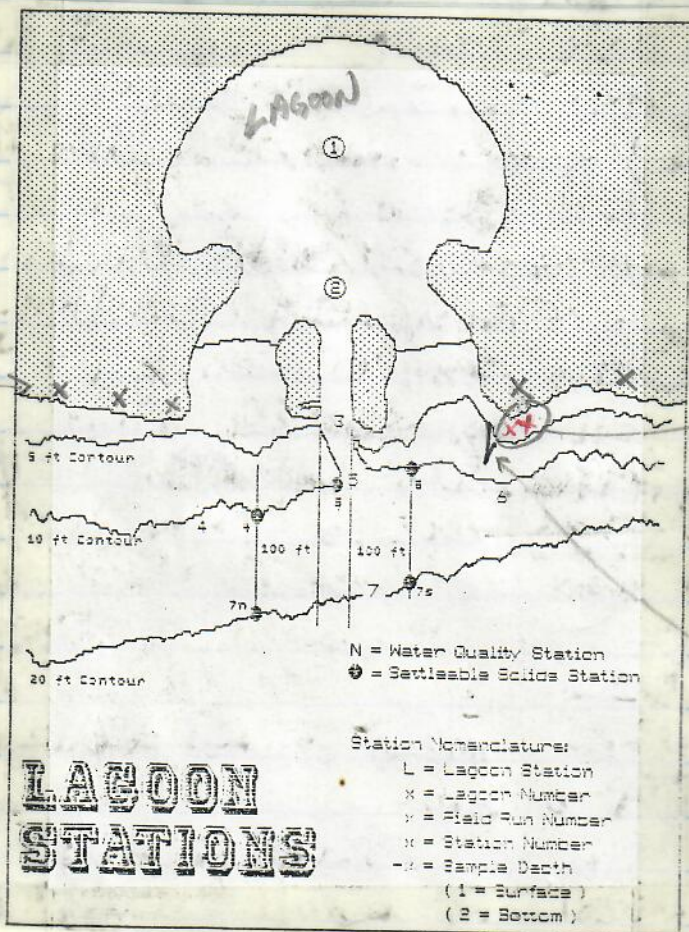 LAGOON
1
2
3
5 ft Contour
5
5
6
6
4
4
10 ft Contour
100 ft
100 ft
7n
7
7s
20 ft Contour
N = Water Quality Station
= Settleable Solids Station
Station Nomenclature:
L = Lagoon Station
x = Lagoon Number
x = Field Run Number
x = Station Number
-x = Sample Depth
( 1 = Surface )
( 2 = Bottom )
LAGOON
STATIONS
x x x x x
xx